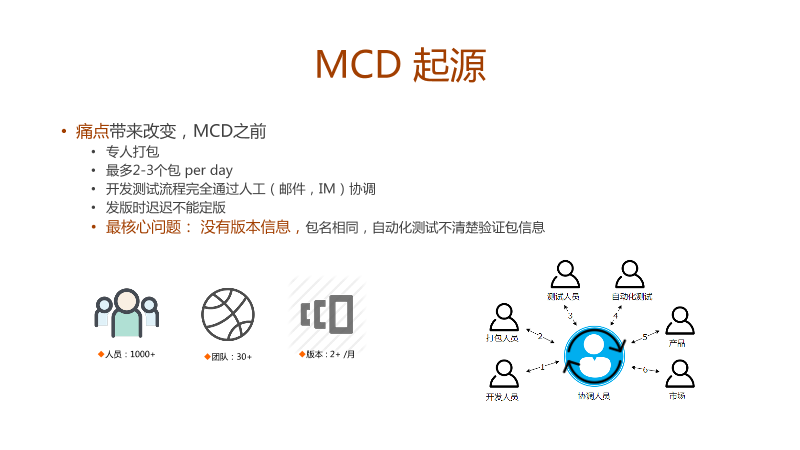 MCD 起源
• 痛点带来改变，MCD之前
• 专人打包
• 最多2-3个包 per day
• 开发测试流程完全通过人工（邮件，IM）协调
• 发版时迟迟不能定版
• 最核心问题： 没有版本信息，包名相同，自动化测试不清楚验证包信息
◆人员：1000+
◆团队：30+
◆版本：2+ /月
测试人员
自动化测试
3
4
打包人员
2
5
产品
1
6
开发人员
协调人员
市场